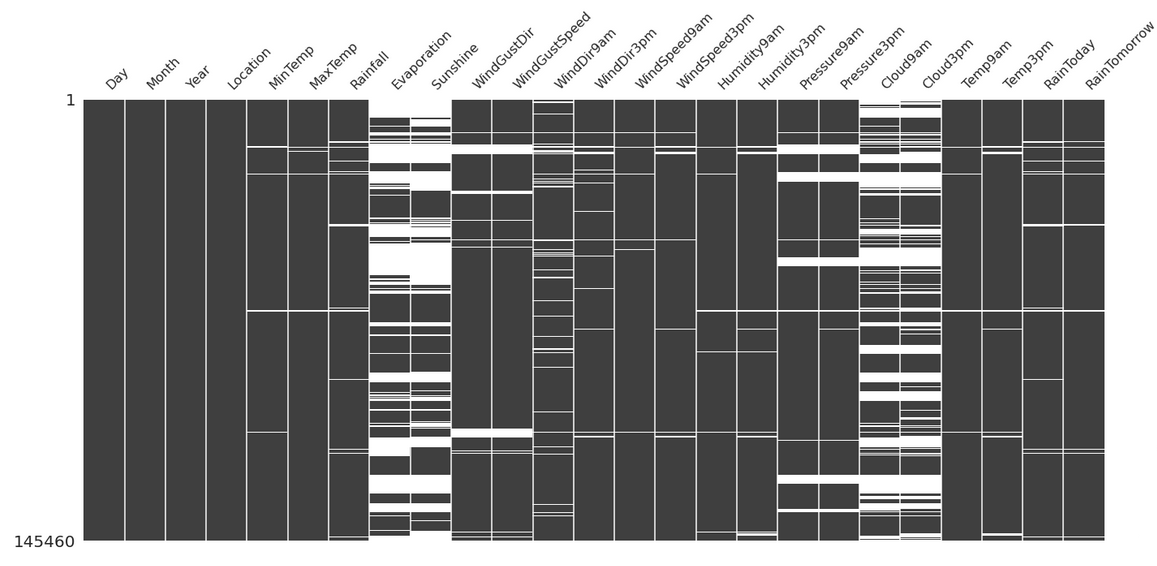 Day
Month
Year
Location
MinTemp
MaxTemp
Rainfall
Evaporation
Sunshine
WindGustDir
WindGustSpeed
WindDir9am
WindDir3pm
WindSpeed9am
WindSpeed3pm
Humidity9am
Humidity3pm
Pressure9am
Pressure3pm
Cloud9am
Cloud3pm
Temp9am
Temp3pm
RainToday
RainTomorrow
1
145460